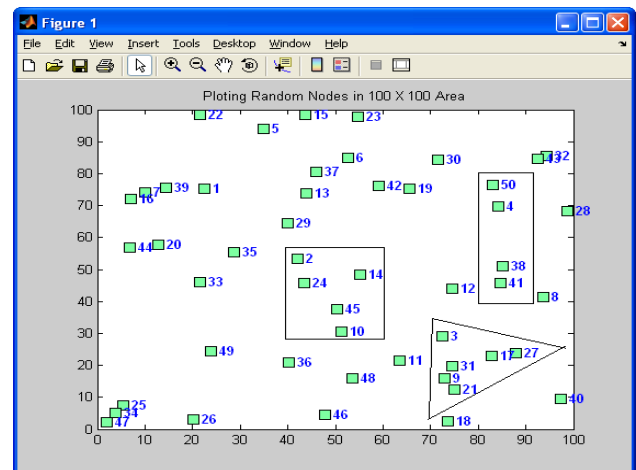 Figure 1
File Edit View Insert Tools Desktop Window Help
Ploting Random Nodes in 100 X 100 Area
100
90
80
70
60
50
40
30
20
10
0
0 10 20 30 40 50 60 70 80 90 100
22 15 23
5
6 30 32
43
37
7 39 1 13 42 19 50
16
4 28
29
44 20 35 2
14 38
33 24 41
12 8
45
10 3
49 17 27
36 11 31
48 9
21
40
25
34
47 26 46 18